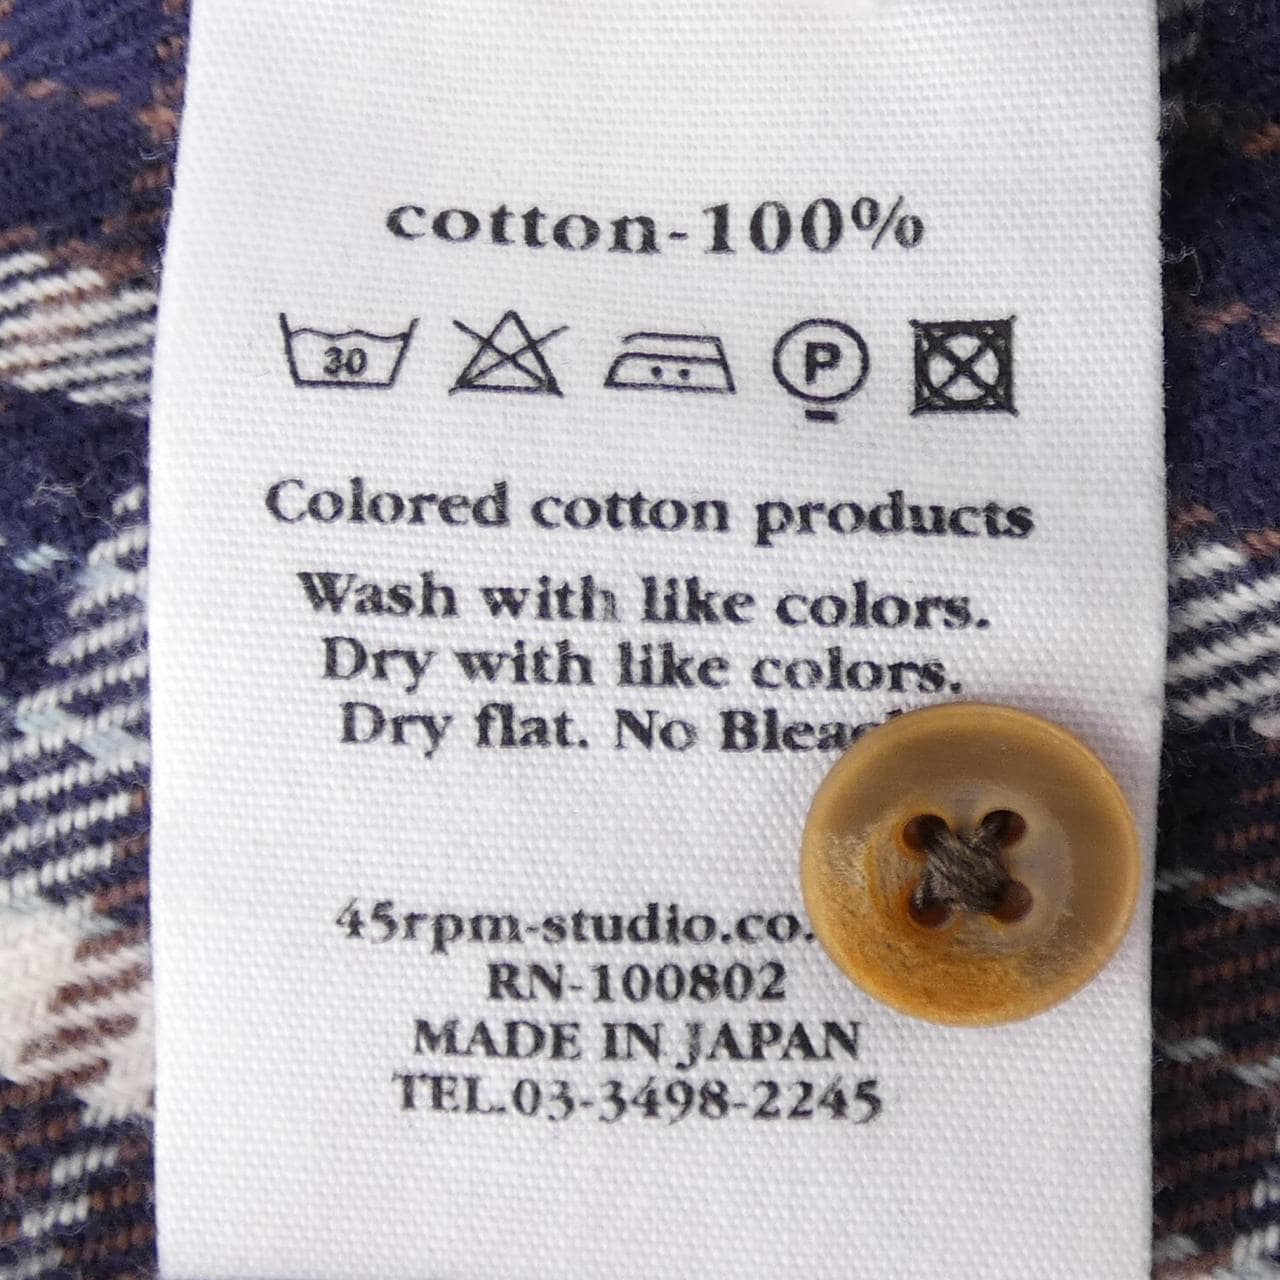 cotton-100%
30
P
Colored cotton products
Wash with like colors.
Dry with like colors.
Dry flat. No
45rpm-studio.co.
RN-100802
MADE IN JAPAN
TEL.03-3498-2245